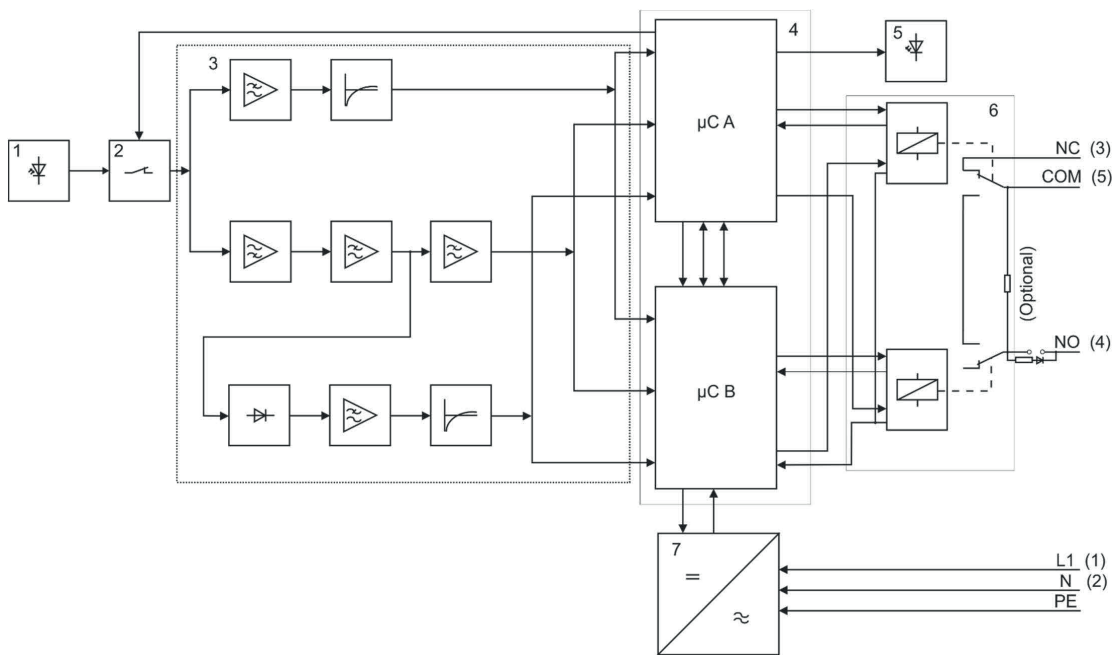 1
2
3
4
5
6
7
µC A
µC B
NC (3)
COM (5)
(Optional)
NO (4)
L1 (1)
N (2)
PE